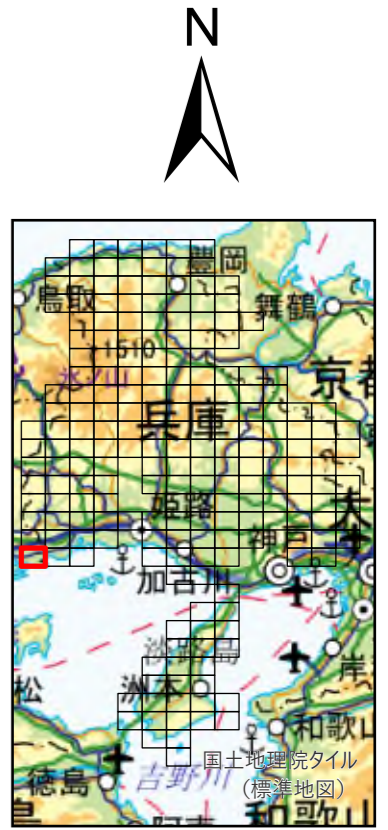 N
豊岡
鳥取
舞鶴
1510
氷ノ山
京都
兵庫
姫路
大
神戸
加古川
淡路島
岸
松
洲本
和歌山
国土地理院タイル
徳島
吉野川
(標準地図)
島
和歌山